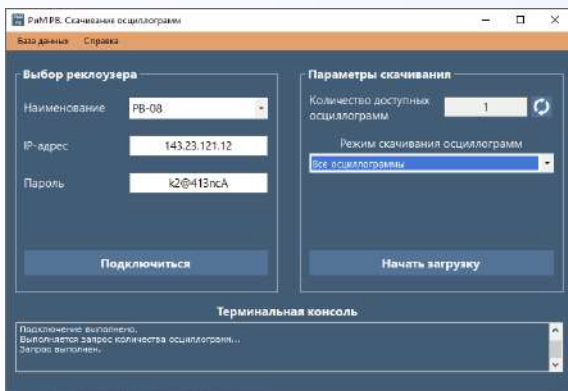 РиМ РВ. Скачивание осциллограмм
База данных Справка
Выбор реклоузера
Наименование РВ-08
IP-адрес 143.23.121.12
Пароль k2@413ncA
Подключиться
Параметры скачивания
Количество доступных
осциллограмм 1
Режим скачивания осциллограмм
Все осциллограммы
Начать загрузку
Терминальная консоль
Подключение выполнено.
Выполняется запрос количества осциллограмм...
Запрос выполнен.